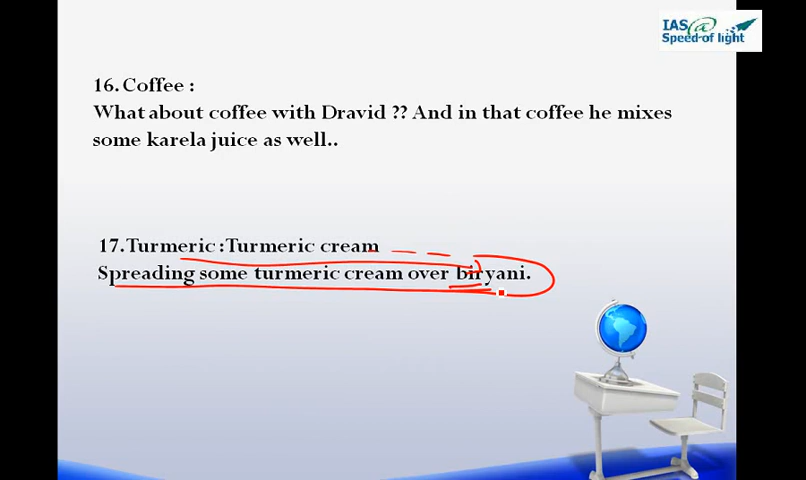 IAS@
Speed of light
16. Coffee :
What about coffee with Dravid ?? And in that coffee he mixes
some karela juice as well..
17.Turmeric :Turmeric cream
Spreading some turmeric cream over biryani.